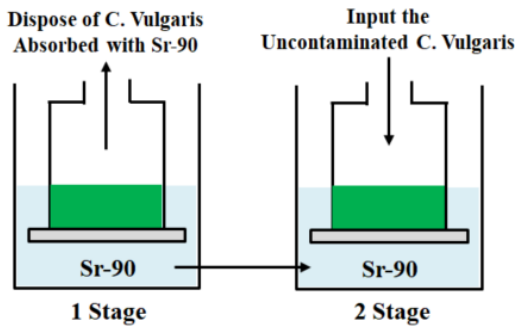 Dispose of C. Vulgaris
Absorbed with Sr-90
Input the
Uncontaminated C. Vulgaris
Sr-90
Sr-90
1 Stage
2 Stage